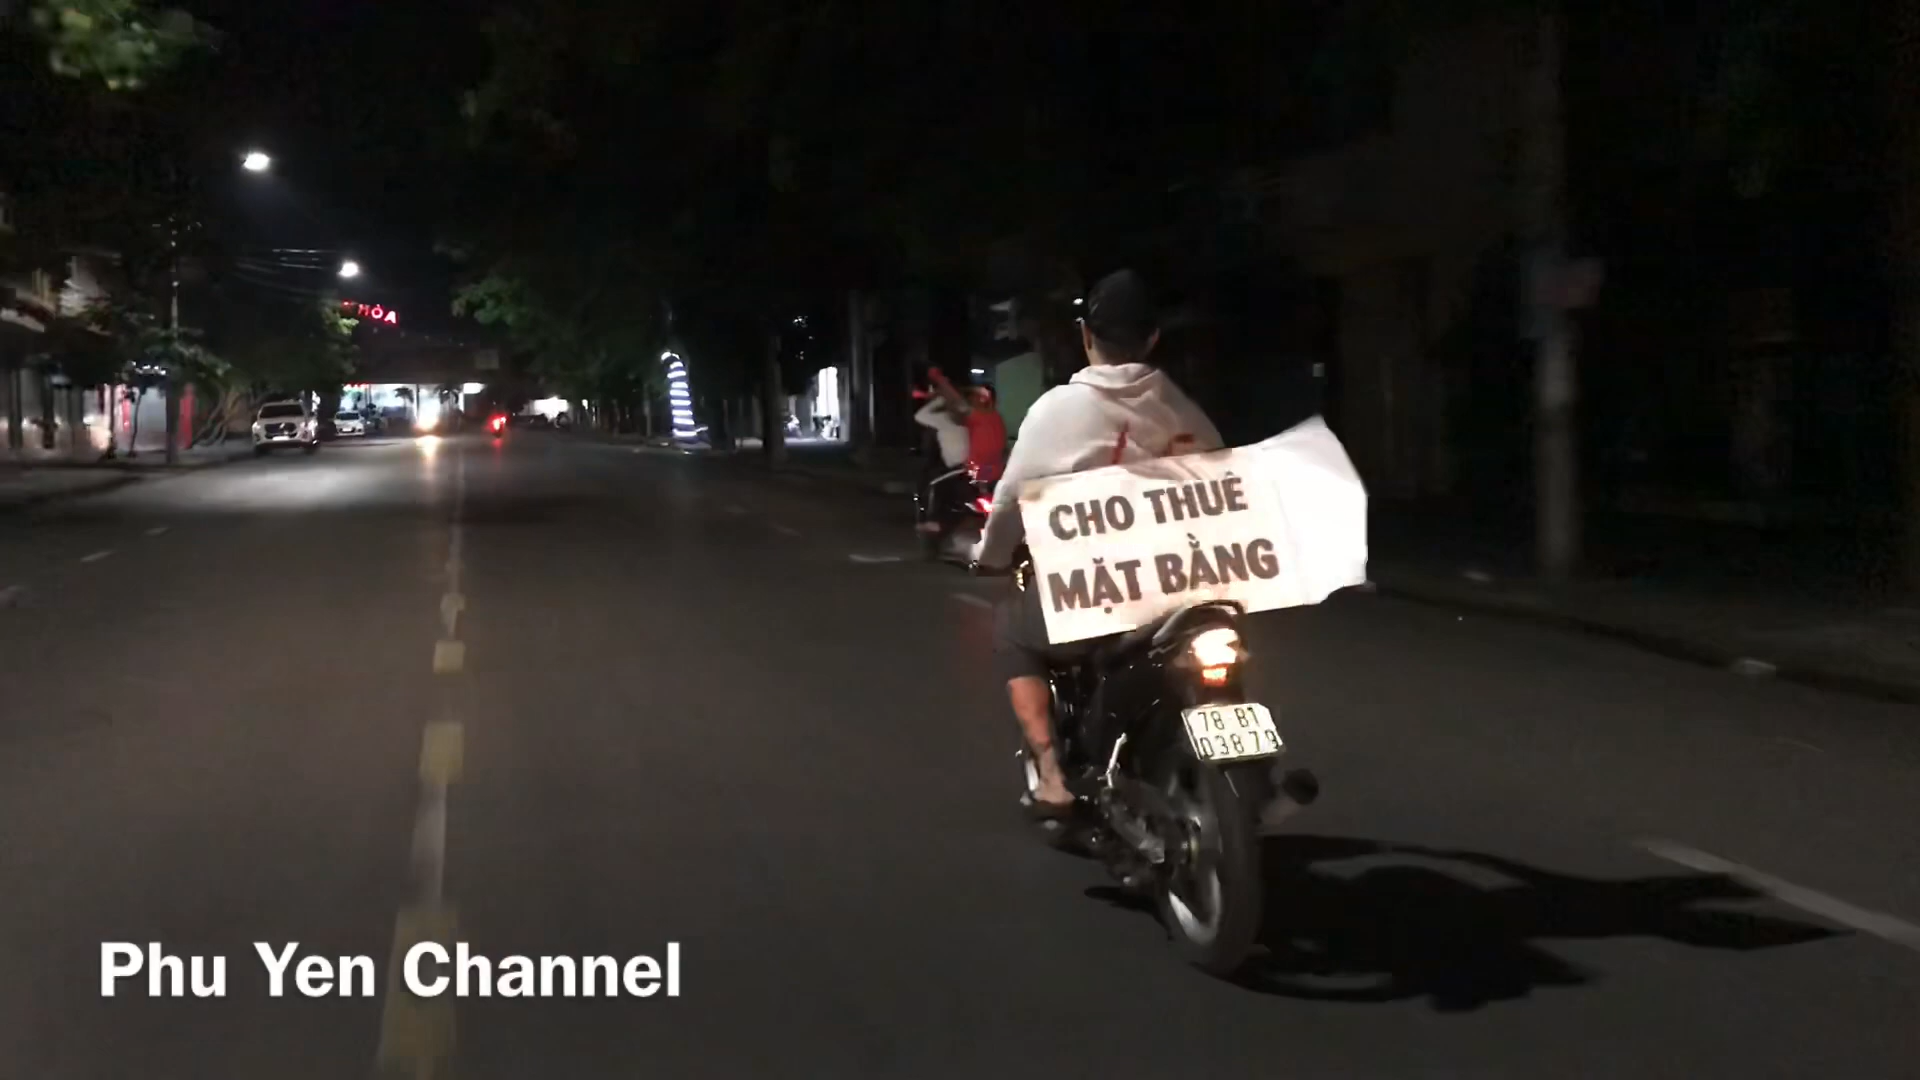 HÒA
CHO THUÊ
MẶT BẰNG
78 B1
03879
Phu Yen Channel